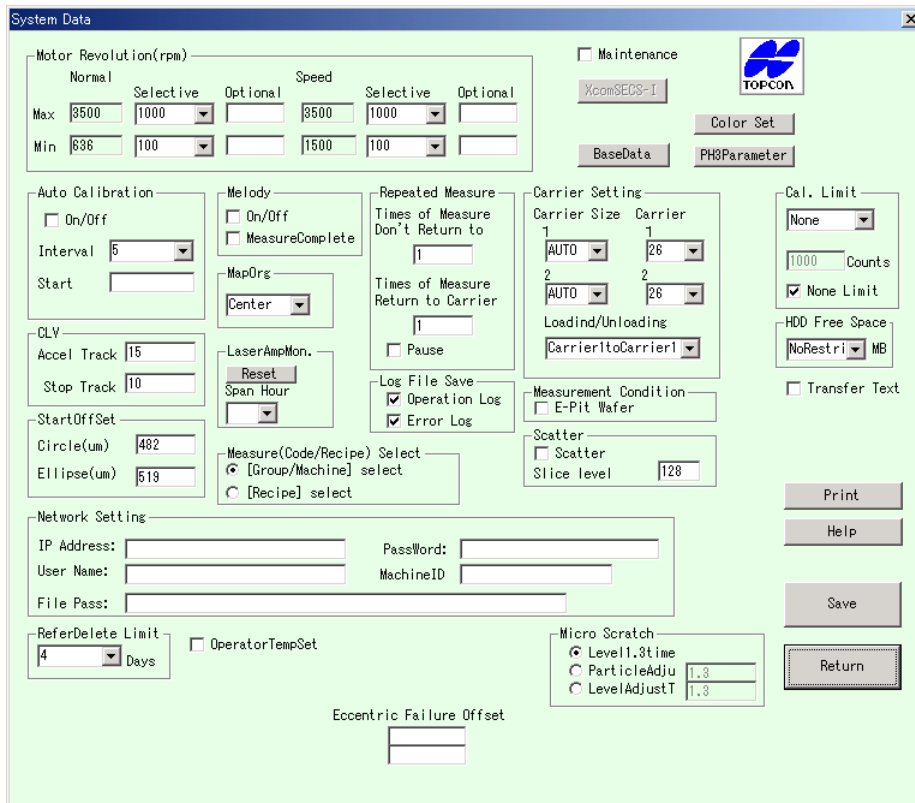 System Data
Motor Revolution(rpm)
Normal Speed
Selective Optional Selective Optional
Max 3500 1000 3500 1000
Min 636 100 1500 100
Maintenance
XcomSECS-I
TOPCON
Color Set
BaseData PH3Parameter
Auto Calibration
On/Off
Interval 5
Start
Melody
On/Off
MeasureComplete
MapOrg
Center
Repeated Measure
Times of Measure
Don't Return to
1
Times of Measure
Return to Carrier
1
Pause
Carrier Setting
Carrier Size Carrier
1 1
AUTO 26
2 2
AUTO 26
Loadind/Unloading
Carrier1toCarrier1
Cal. Limit
None
1000 Counts
None Limit
HDD Free Space
NoRestri MB
Transfer Text
CLV
Accel Track 15
Stop Track 10
LaserAmpMon.
Reset
Span Hour
Log File Save
Operation Log
Error Log
Measurement Condition
E-Pit Wafer
StartOffSet
Circle(um) 482
Ellipse(um) 519
Measure(Code/Recipe) Select
[Group/Machine] select
[Recipe] select
Scatter
Scatter
Slice level 128
Print
Help
Network Setting
IP Address: PassWord:
User Name: MachineID
File Pass:
Save
ReferDelete Limit
4 Days
OperatorTempSet
Micro Scratch
Level1.3time
ParticleAdju 1.3
LevelAdjustT 1.3
Return
Eccentric Failure Offset